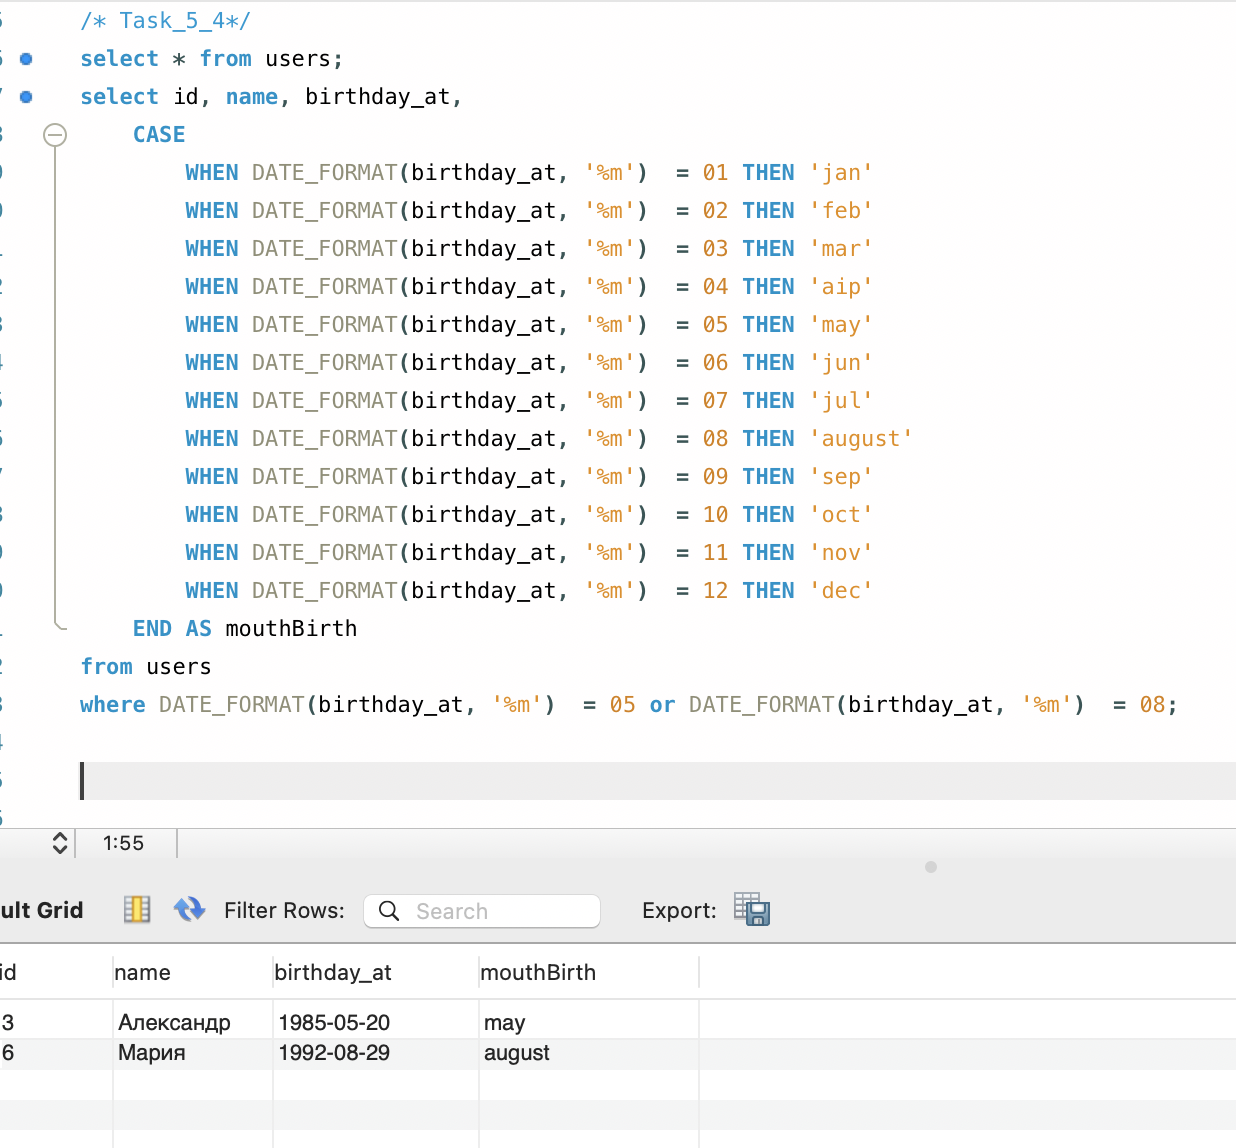 /* Task_5_4*/
select * from users;
select id, name, birthday_at,
CASE
WHEN DATE_FORMAT(birthday_at, '%m')  = 01 THEN 'jan'
WHEN DATE_FORMAT(birthday_at, '%m')  = 02 THEN 'feb'
WHEN DATE_FORMAT(birthday_at, '%m')  = 03 THEN 'mar'
WHEN DATE_FORMAT(birthday_at, '%m')  = 04 THEN 'aip'
WHEN DATE_FORMAT(birthday_at, '%m')  = 05 THEN 'may'
WHEN DATE_FORMAT(birthday_at, '%m')  = 06 THEN 'jun'
WHEN DATE_FORMAT(birthday_at, '%m')  = 07 THEN 'jul'
WHEN DATE_FORMAT(birthday_at, '%m')  = 08 THEN 'august'
WHEN DATE_FORMAT(birthday_at, '%m')  = 09 THEN 'sep'
WHEN DATE_FORMAT(birthday_at, '%m')  = 10 THEN 'oct'
WHEN DATE_FORMAT(birthday_at, '%m')  = 11 THEN 'nov'
WHEN DATE_FORMAT(birthday_at, '%m')  = 12 THEN 'dec'
END AS mouthBirth
from users
where DATE_FORMAT(birthday_at, '%m')  = 05 or DATE_FORMAT(birthday_at, '%m')  = 08;
1:55
ult Grid Filter Rows: Search Export:
id name birthday_at mouthBirth
3 Александр 1985-05-20 may
6 Мария 1992-08-29 august